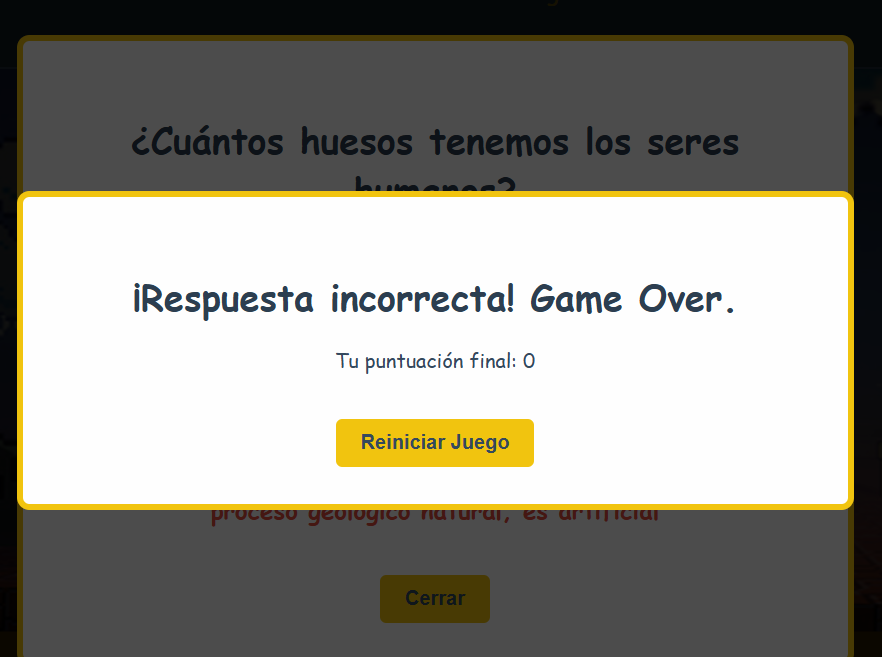 ¿Cuántos huesos tenemos los seres
humanos?
¡Respuesta incorrecta! Game Over.
Tu puntuación final: 0
Reiniciar Juego
proceso geológico natural, es artificial
Cerrar